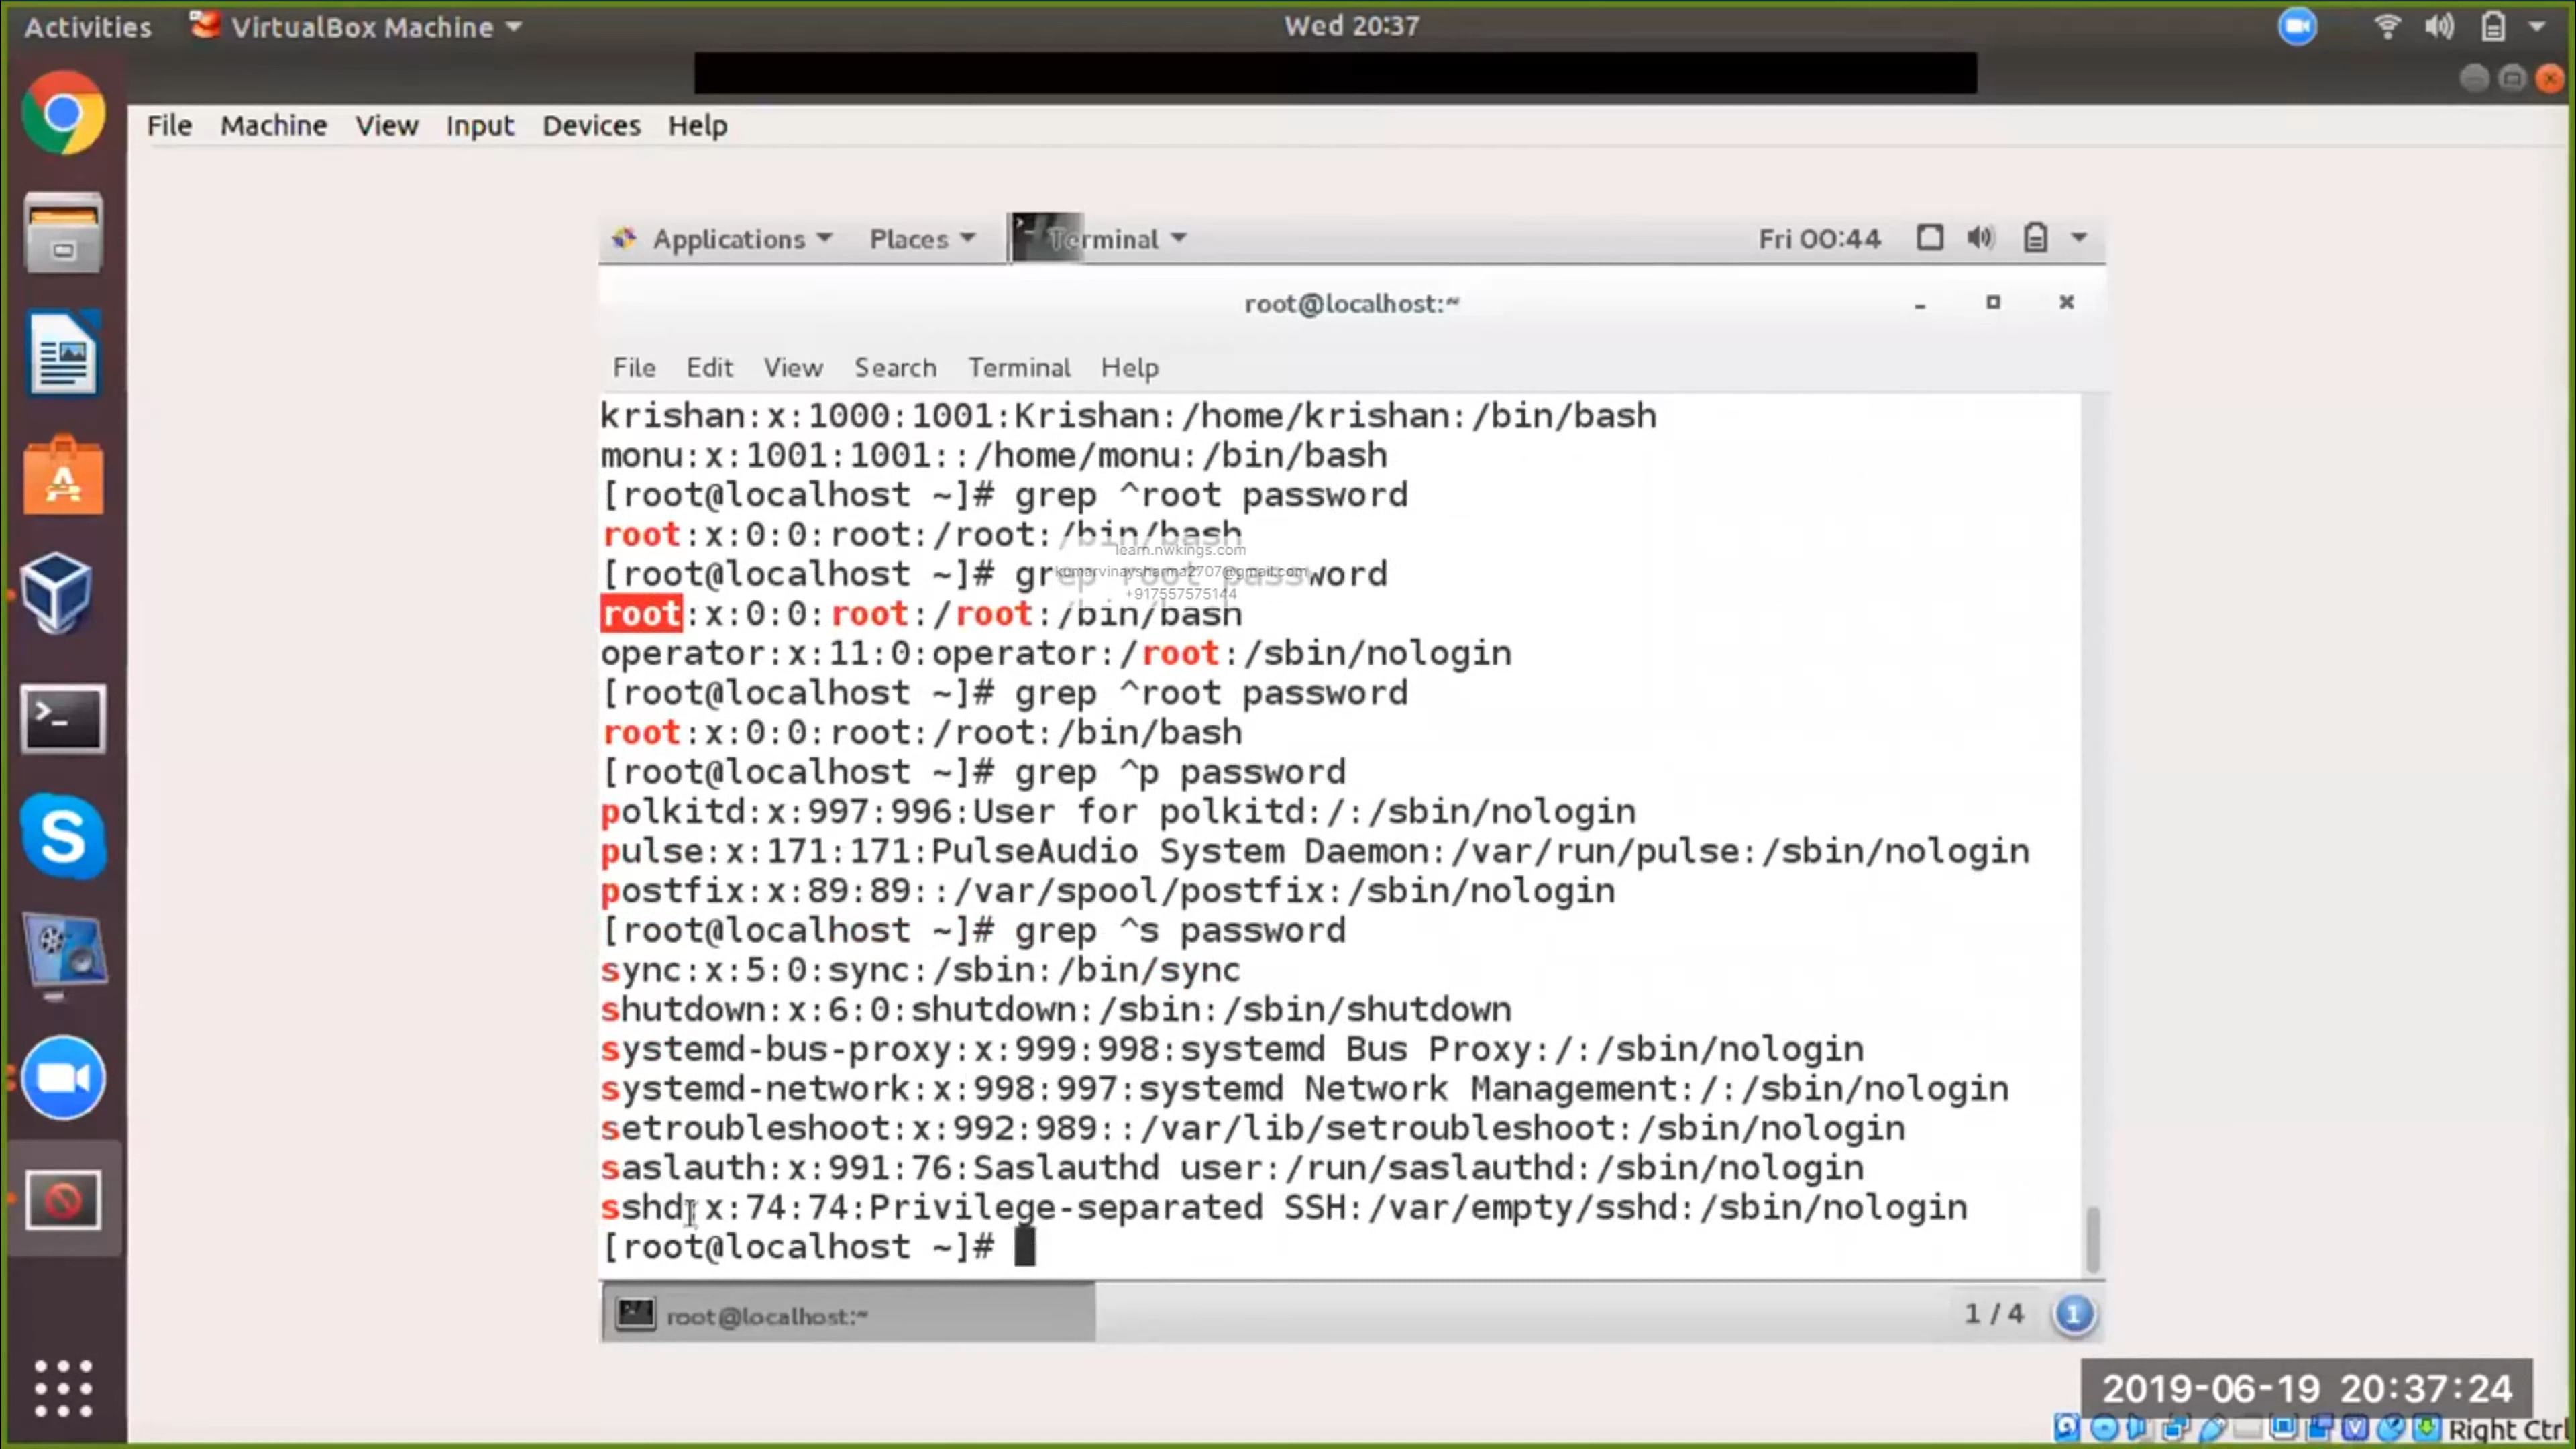 Activities VirtualBox Machine Wed 20:37
File Machine View Input Devices Help
Applications Places Terminal Fri 00:44
root@localhost:~
File Edit View Search Terminal Help
krishan:x:1000:1001:Krishan:/home/krishan:/bin/bash
monu:x:1001:1001::/home/monu:/bin/bash
[root@localhost ~]# grep ^root password
root:x:0:0:root:/root:/bin/bash
learn.nwkings.com
[root@localhost ~]# grep root password
kumarvinaysharma2707@gmail.com
+917557575144
root:x:0:0:root:/root:/bin/bash
operator:x:11:0:operator:/root:/sbin/nologin
[root@localhost ~]# grep ^root password
root:x:0:0:root:/root:/bin/bash
[root@localhost ~]# grep ^p password
polkitd:x:997:996:User for polkitd:/:/sbin/nologin
pulse:x:171:171:PulseAudio System Daemon:/var/run/pulse:/sbin/nologin
postfix:x:89:89::/var/spool/postfix:/sbin/nologin
[root@localhost ~]# grep ^s password
sync:x:5:0:sync:/sbin:/bin/sync
shutdown:x:6:0:shutdown:/sbin:/sbin/shutdown
systemd-bus-proxy:x:999:998:systemd Bus Proxy:/:/sbin/nologin
systemd-network:x:998:997:systemd Network Management:/:/sbin/nologin
setroubleshoot:x:992:989::/var/lib/setroubleshoot:/sbin/nologin
saslauth:x:991:76:Saslauthd user:/run/saslauthd:/sbin/nologin
sshd:x:74:74:Privilege-separated SSH:/var/empty/sshd:/sbin/nologin
[root@localhost ~]#
root@localhost:~ 1 / 4 1
2019-06-19 20:37:24
Right Ctrl